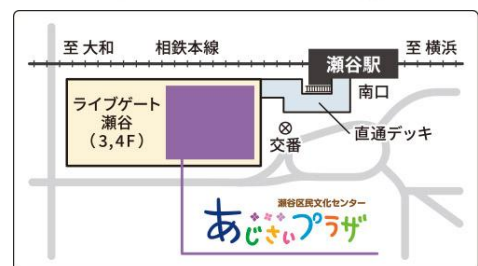 至 大和
相鉄本線
瀬谷駅
至 横浜
南口
ライブゲート
瀬谷
(3,4F)
交番
直通デッキ
瀬谷区民文化センター
あじさいプラザ